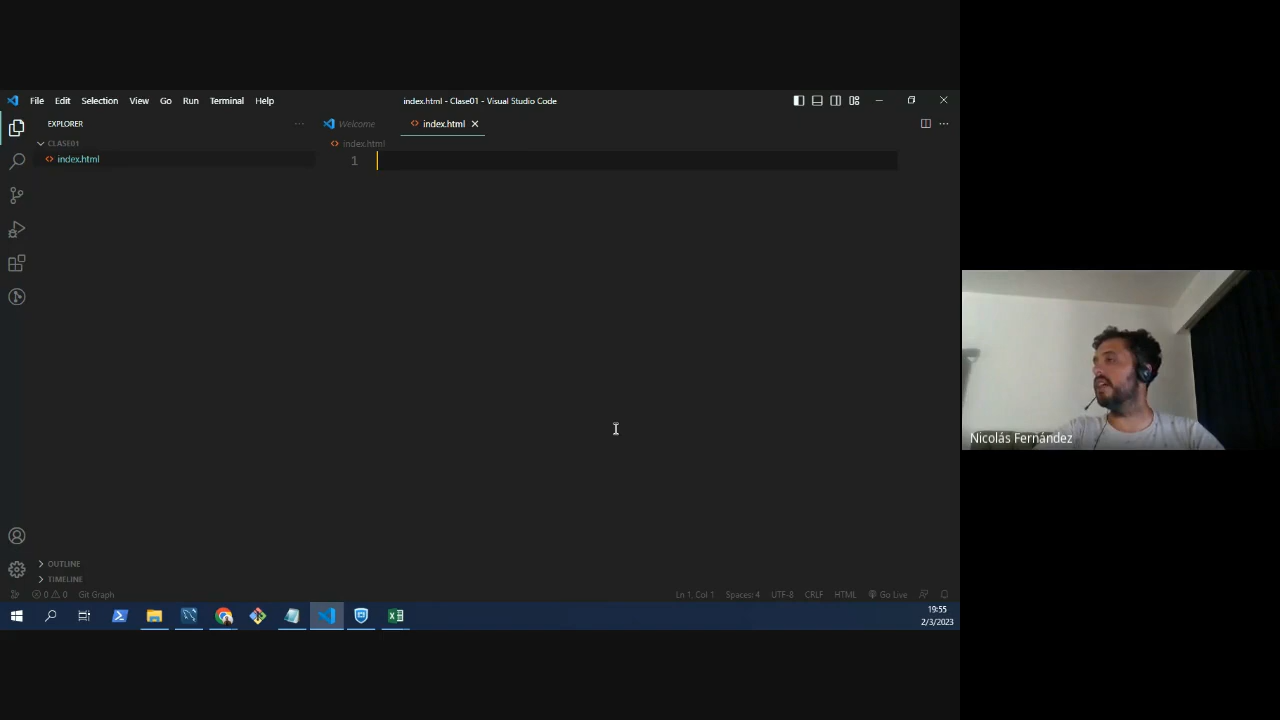 File Edit Selection View Go Run Terminal Help
index.html - Clase01 - Visual Studio Code
EXPLORER
CLASE01
index.html
Welcome
index.html
index.html
1
OUTLINE
TIMELINE
0 0 Git Graph
Ln 1, Col 1 Spaces: 4 UTF-8 CRLF HTML Go Live
19:55
2/3/2023
Nicolás Fernández